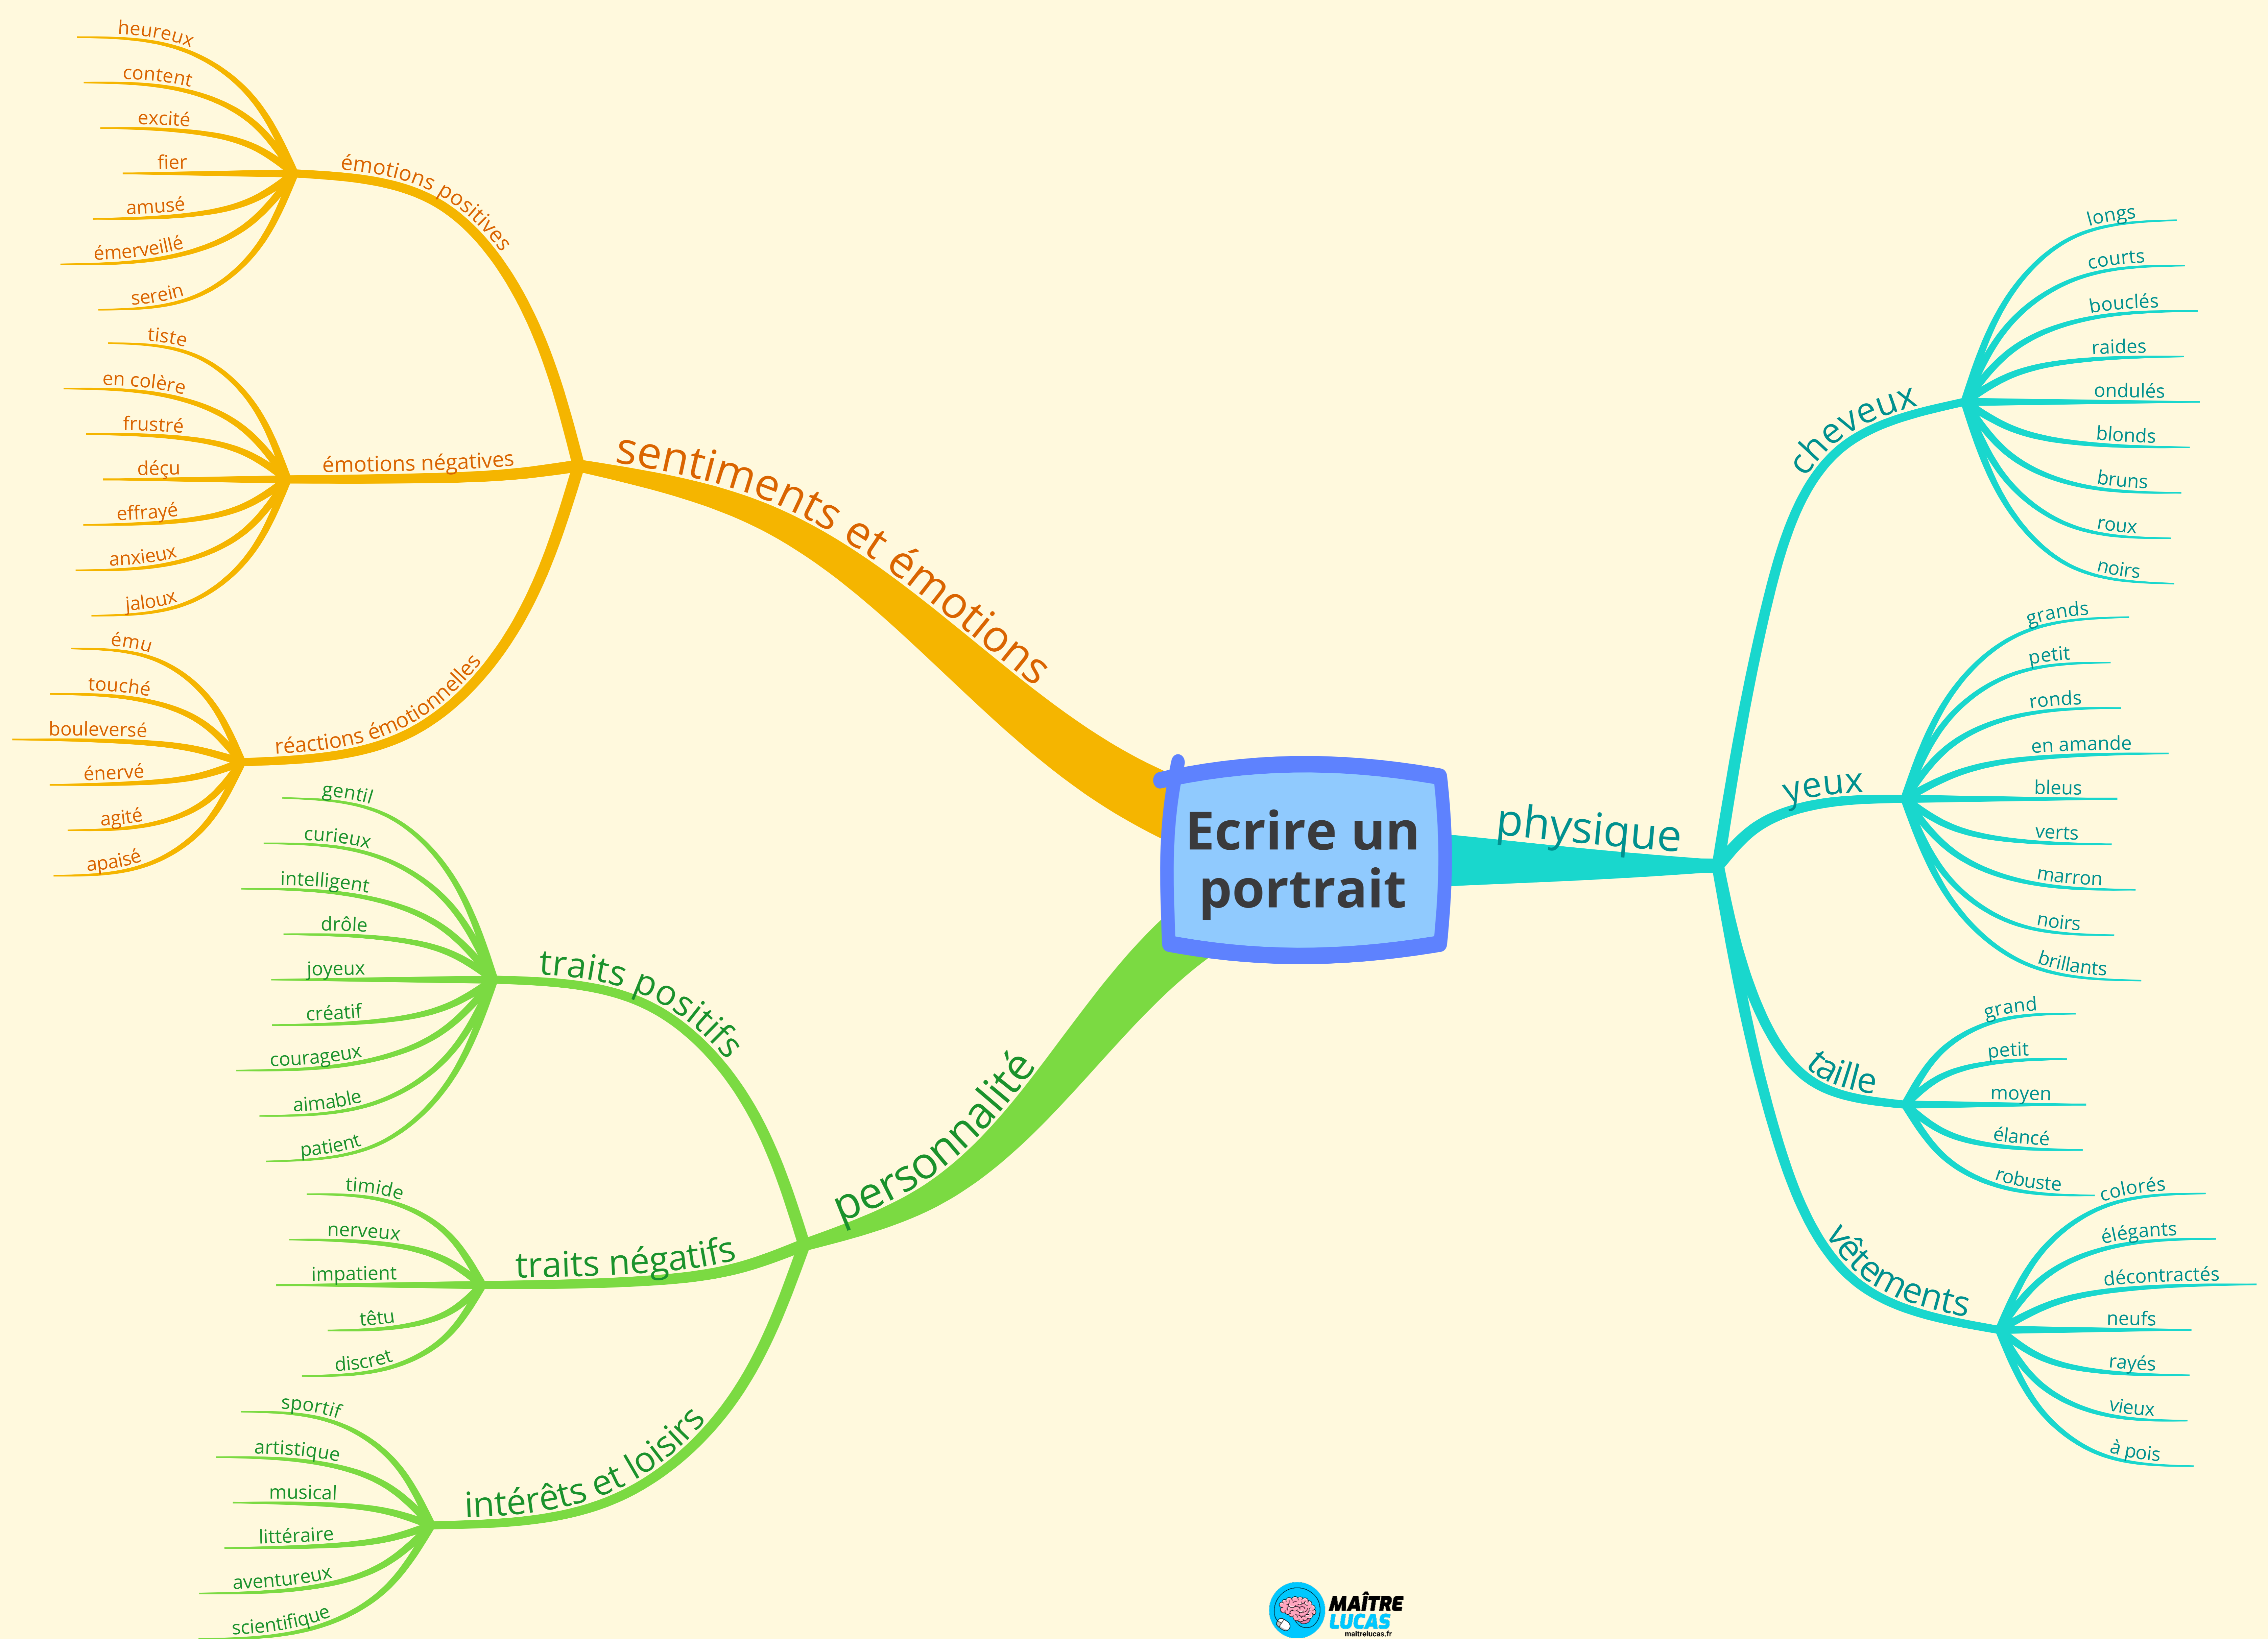 Ecrire un
portrait
physique
cheveux
longs
courts
bouclés
raides
ondulés
blonds
bruns
roux
noirs
yeux
grands
petit
ronds
en amande
bleus
verts
marron
noirs
brillants
taille
grand
petit
moyen
élancé
robuste
vêtements
colorés
élégants
décontractés
neufs
rayés
vieux
à pois
sentiments et émotions
émotions positives
heureux
content
excité
fier
amusé
émerveillé
serein
émotions négatives
tiste
en colère
frustré
déçu
effrayé
anxieux
jaloux
réactions émotionnelles
ému
touché
bouleversé
énervé
agité
apaisé
personnalité
traits positifs
gentil
curieux
intelligent
drôle
joyeux
créatif
courageux
aimable
patient
traits négatifs
timide
nerveux
impatient
têtu
discret
intérêts et loisirs
sportif
artistique
musical
littéraire
aventureux
scientifique
MAÎTRE
LUCAS
maitrelucas.fr